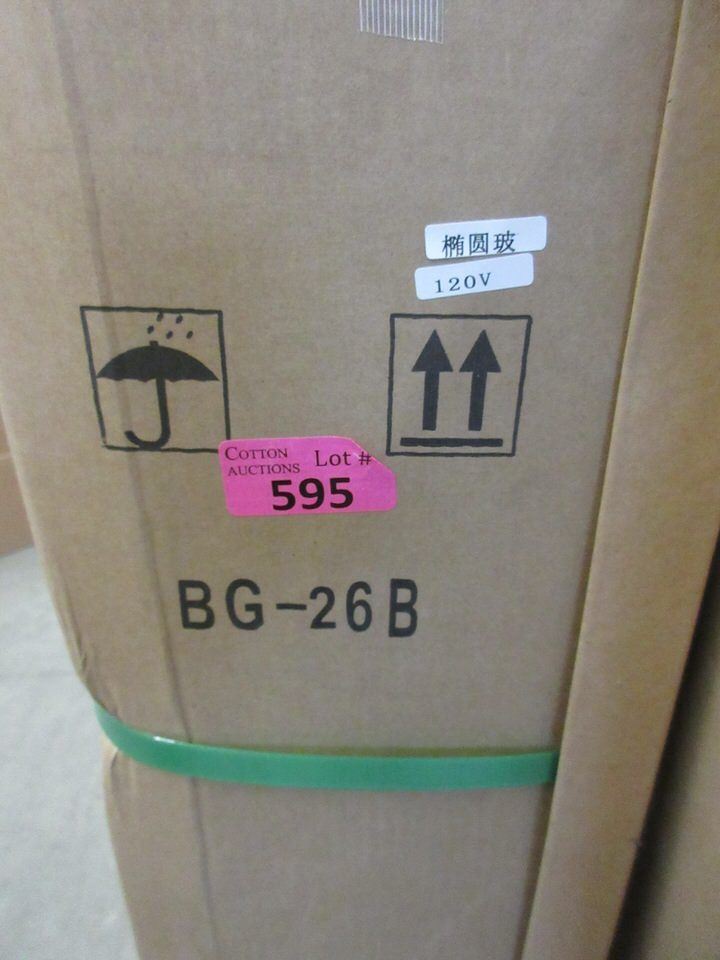 椭圆玻
120V
COTTON AUCTIONS Lot #
595
BG-26B